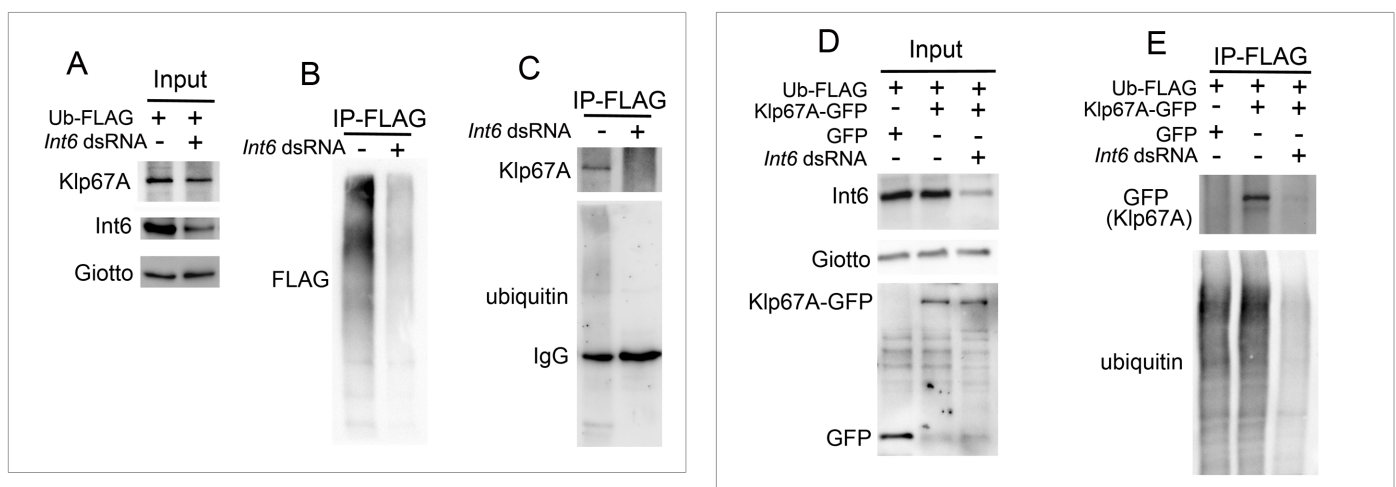 A
Input
Ub-FLAG + +
Int6 dsRNA - +
Klp67A
Int6
Giotto
B
IP-FLAG
Int6 dsRNA - +
FLAG
C
IP-FLAG
Int6 dsRNA - +
Klp67A
ubiquitin
IgG
D
Input
Ub-FLAG + + +
Klp67A-GFP - + +
GFP + - -
Int6 dsRNA - - +
Int6
Giotto
Klp67A-GFP
GFP
E
IP-FLAG
Ub-FLAG + + +
Klp67A-GFP - + +
GFP + - -
Int6 dsRNA - - +
GFP
(Klp67A)
ubiquitin